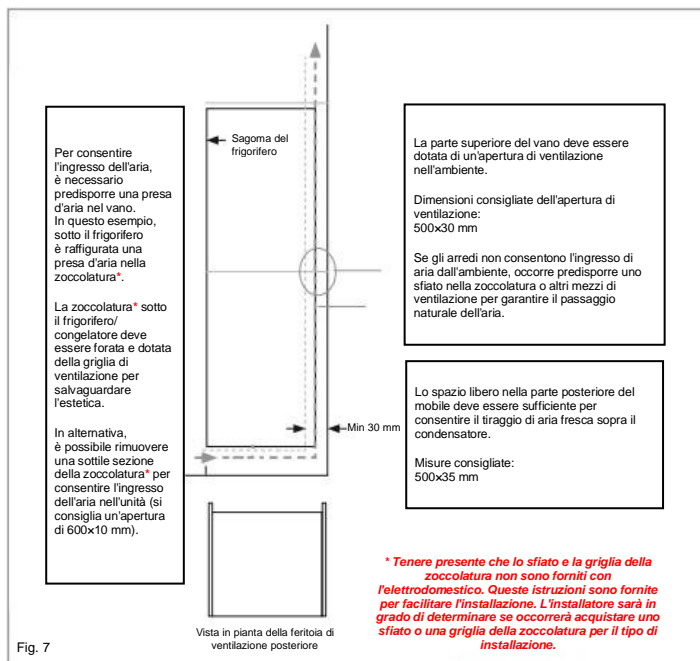 Per consentire
l'ingresso dell'aria,
è necessario
predisporre una presa
d'aria nel vano.
In questo esempio,
sotto il frigorifero
è raffigurata una
presa d'aria nella
zoccolatura*.
La zoccolatura* sotto
il frigorifero/
congelatore deve
essere forata e dotata
della griglia di
ventilazione per
salvaguardare
l'estetica.
In alternativa,
è possibile rimuovere
una sottile sezione
della zoccolatura* per
consentire l'ingresso
dell'aria nell'unità (si
consiglia un'apertura
di 600×10 mm).
Sagoma del
frigorifero
La parte superiore del vano deve essere
dotata di un'apertura di ventilazione
nell'ambiente.
Dimensioni consigliate dell'apertura di
ventilazione:
500×30 mm
Se gli arredi non consentono l'ingresso di
aria dall'ambiente, occorre predisporre uno
sfiato nella zoccolatura o altri mezzi di
ventilazione per garantire il passaggio
naturale dell'aria.
Lo spazio libero nella parte posteriore del
mobile deve essere sufficiente per
consentire il tiraggio di aria fresca sopra il
condensatore.
Misure consigliate:
500×35 mm
Min 30 mm
* Tenere presente che lo sfiato e la griglia della
zoccolatura non sono forniti con
l'elettrodomestico. Queste istruzioni sono fornite
per facilitare l'installazione. L'installatore sarà in
grado di determinare se occorrerà acquistare uno
sfiato o una griglia della zoccolatura per il tipo di
installazione.
Vista in pianta della feritoia di
ventilazione posteriore
Fig. 7